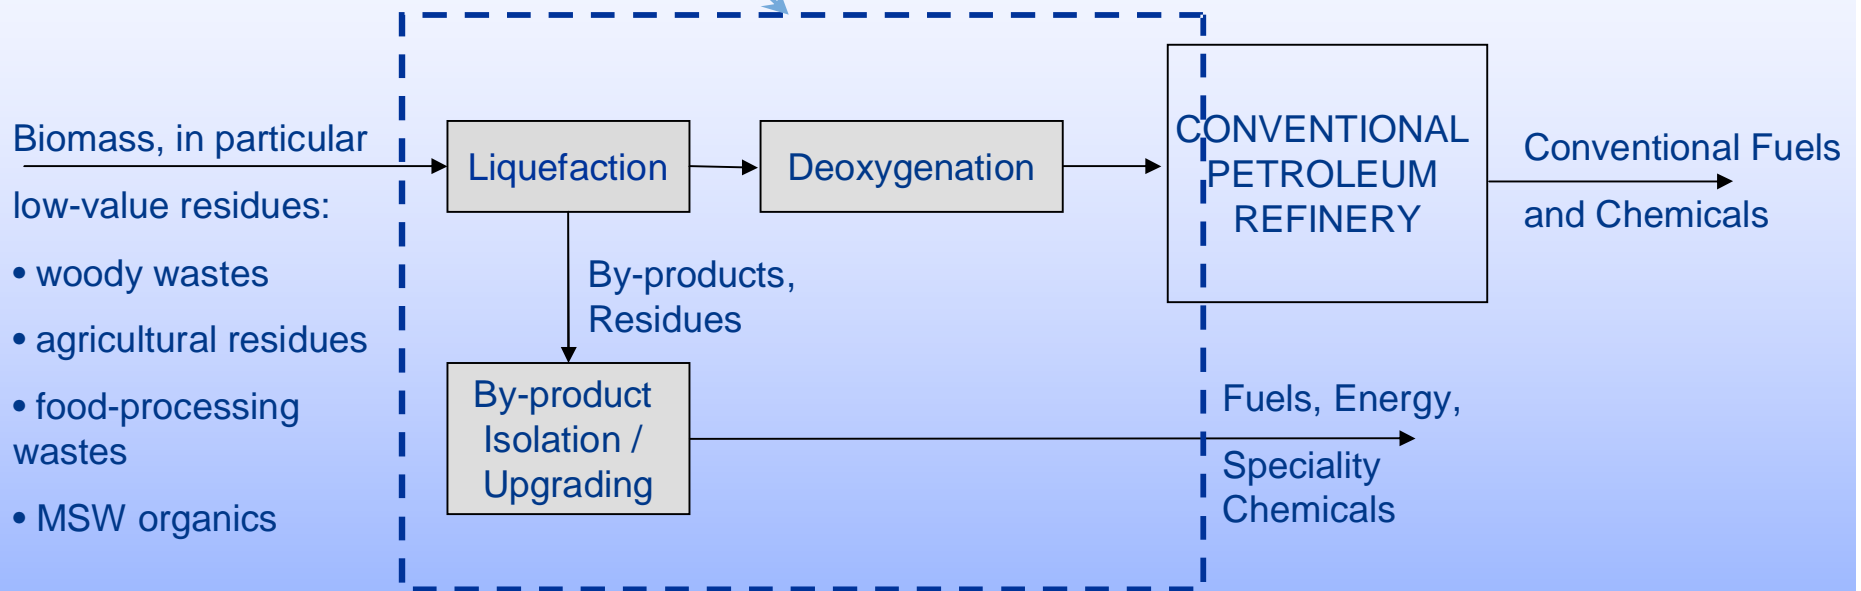 Biomass, in particular
low-value residues:
• woody wastes
• agricultural residues
• food-processing
wastes
• MSW organics
Liquefaction
Deoxygenation
CONVENTIONAL
PETROLEUM
REFINERY
Conventional Fuels
and Chemicals
By-products,
Residues
By-product
Isolation /
Upgrading
Fuels, Energy,
Speciality
Chemicals